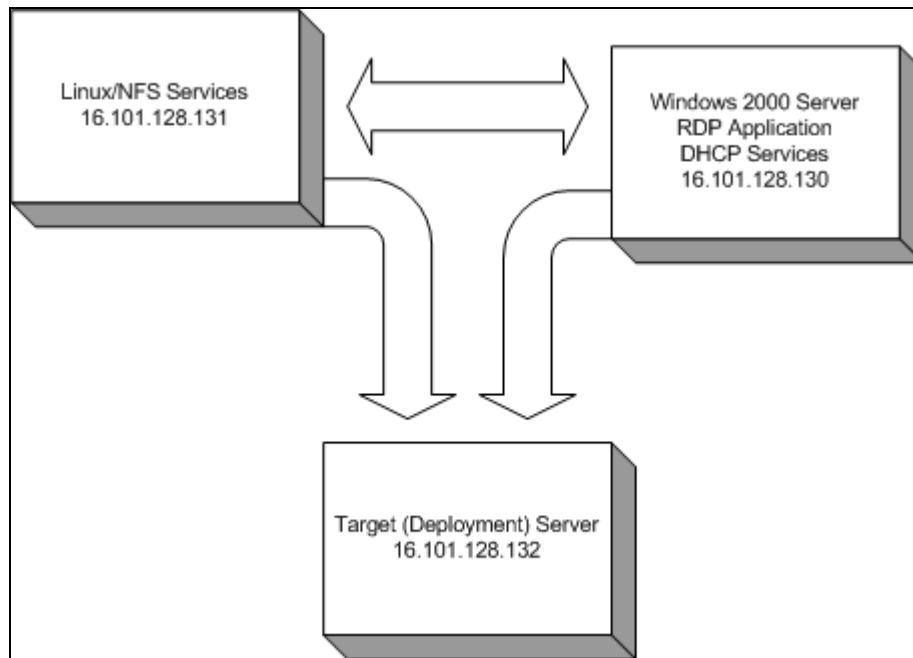 Linux/NFS Services
16.101.128.131
Windows 2000 Server
RDP Application
DHCP Services
16.101.128.130
Target (Deployment) Server
16.101.128.132